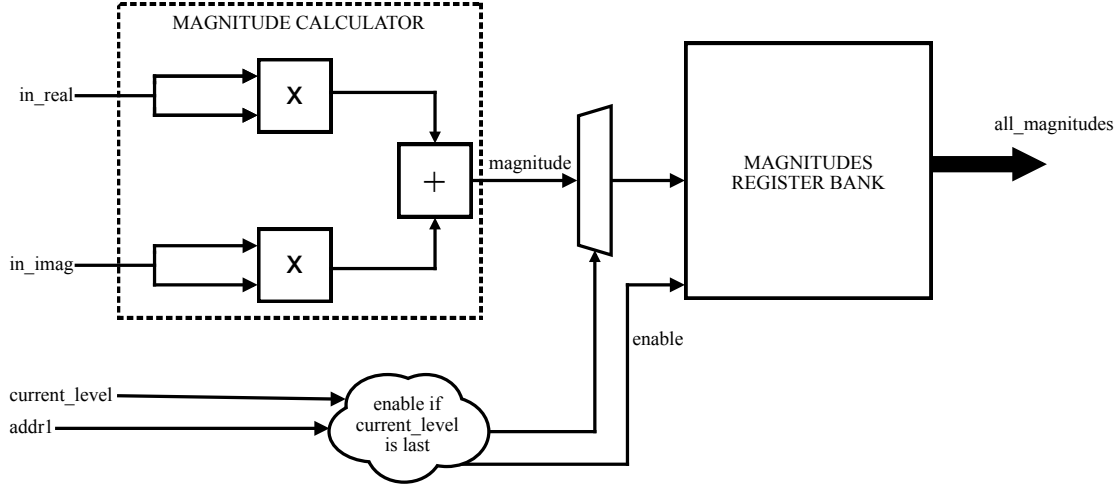 MAGNITUDE CALCULATOR
in_real
X
+
magnitude
in_imag
X
MAGNITUDES
REGISTER BANK
all_magnitudes
enable
current_level
addr1
enable if
current_level
is last